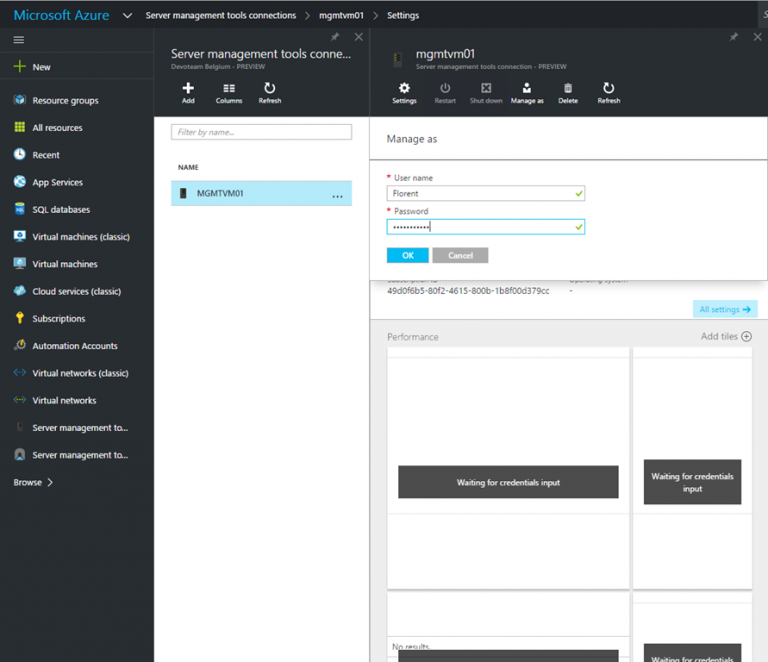 Microsoft Azure
Server management tools connections > mgmtvm01 > Settings
New
Resource groups
All resources
Recent
App Services
SQL databases
Virtual machines (classic)
Virtual machines
Cloud services (classic)
Subscriptions
Automation Accounts
Virtual networks (classic)
Virtual networks
Server management to...
Server management to...
Browse >
Server management tools conne...
Devoteam Belgium - PREVIEW
Add Columns Refresh
Filter by name...
NAME
MGMTVM01 ...
mgmtvm01
Server management tools connection - PREVIEW
Settings Restart Shut down Manage as Delete Refresh
Manage as
* User name
Florent
* Password
•••••••••••
OK Cancel
49d0f6b5-80f2-4615-800b-1b8f00d379cc -
All settings →
Performance Add tiles
Waiting for credentials input
Waiting for credentials
input
No results.
Waiting for credentials